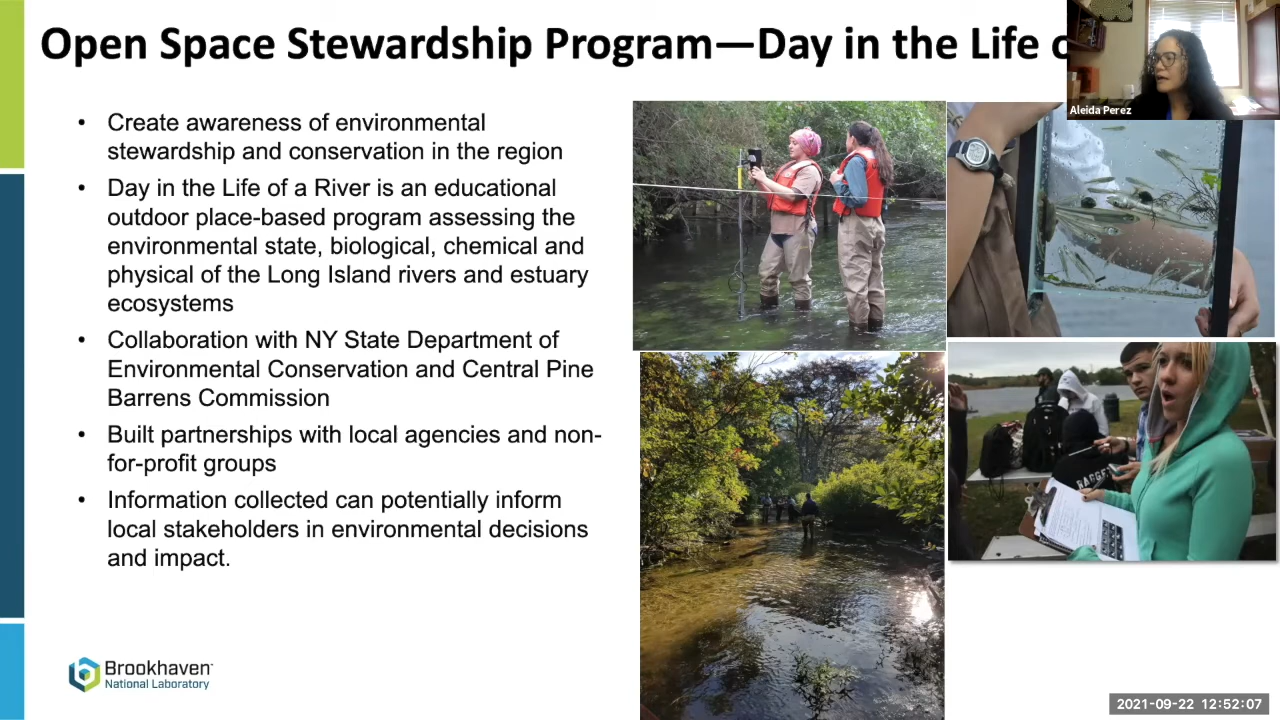 Open Space Stewardship Program—Day in the Life
Aleida Perez
• Create awareness of environmental
stewardship and conservation in the region
• Day in the Life of a River is an educational
outdoor place-based program assessing the
environmental state, biological, chemical and
physical of the Long Island rivers and estuary
ecosystems
• Collaboration with NY State Department of
Environmental Conservation and Central Pine
Barrens Commission
• Built partnerships with local agencies and non-
for-profit groups
• Information collected can potentially inform
local stakeholders in environmental decisions
and impact.
Brookhaven™
National Laboratory
2021-09-22 12:52:07